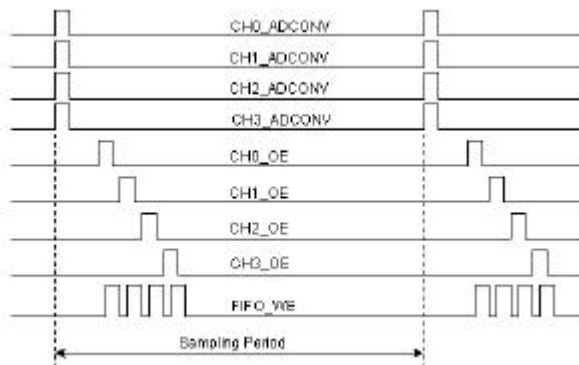 CH0_ADCONV
CH1_ADCONV
CH2_ADCONV
CH3_ADCONV
CH0_OE
CH1_OE
CH2_OE
CH3_OE
FIFO_WE
Sampling Period